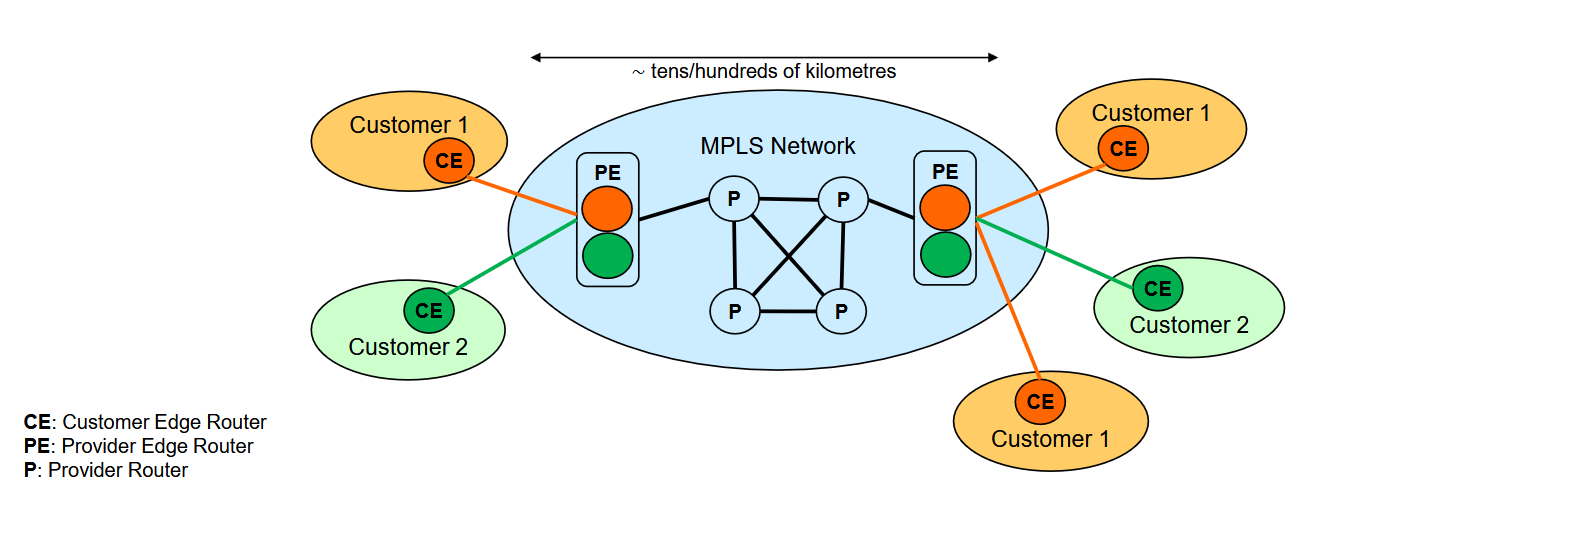 ~ tens/hundreds of kilometres
Customer 1
CE
MPLS Network
PE
P
P
P
P
PE
Customer 1
CE
CE
Customer 2
CE
Customer 2
CE
Customer 1
CE: Customer Edge Router
PE: Provider Edge Router
P: Provider Router